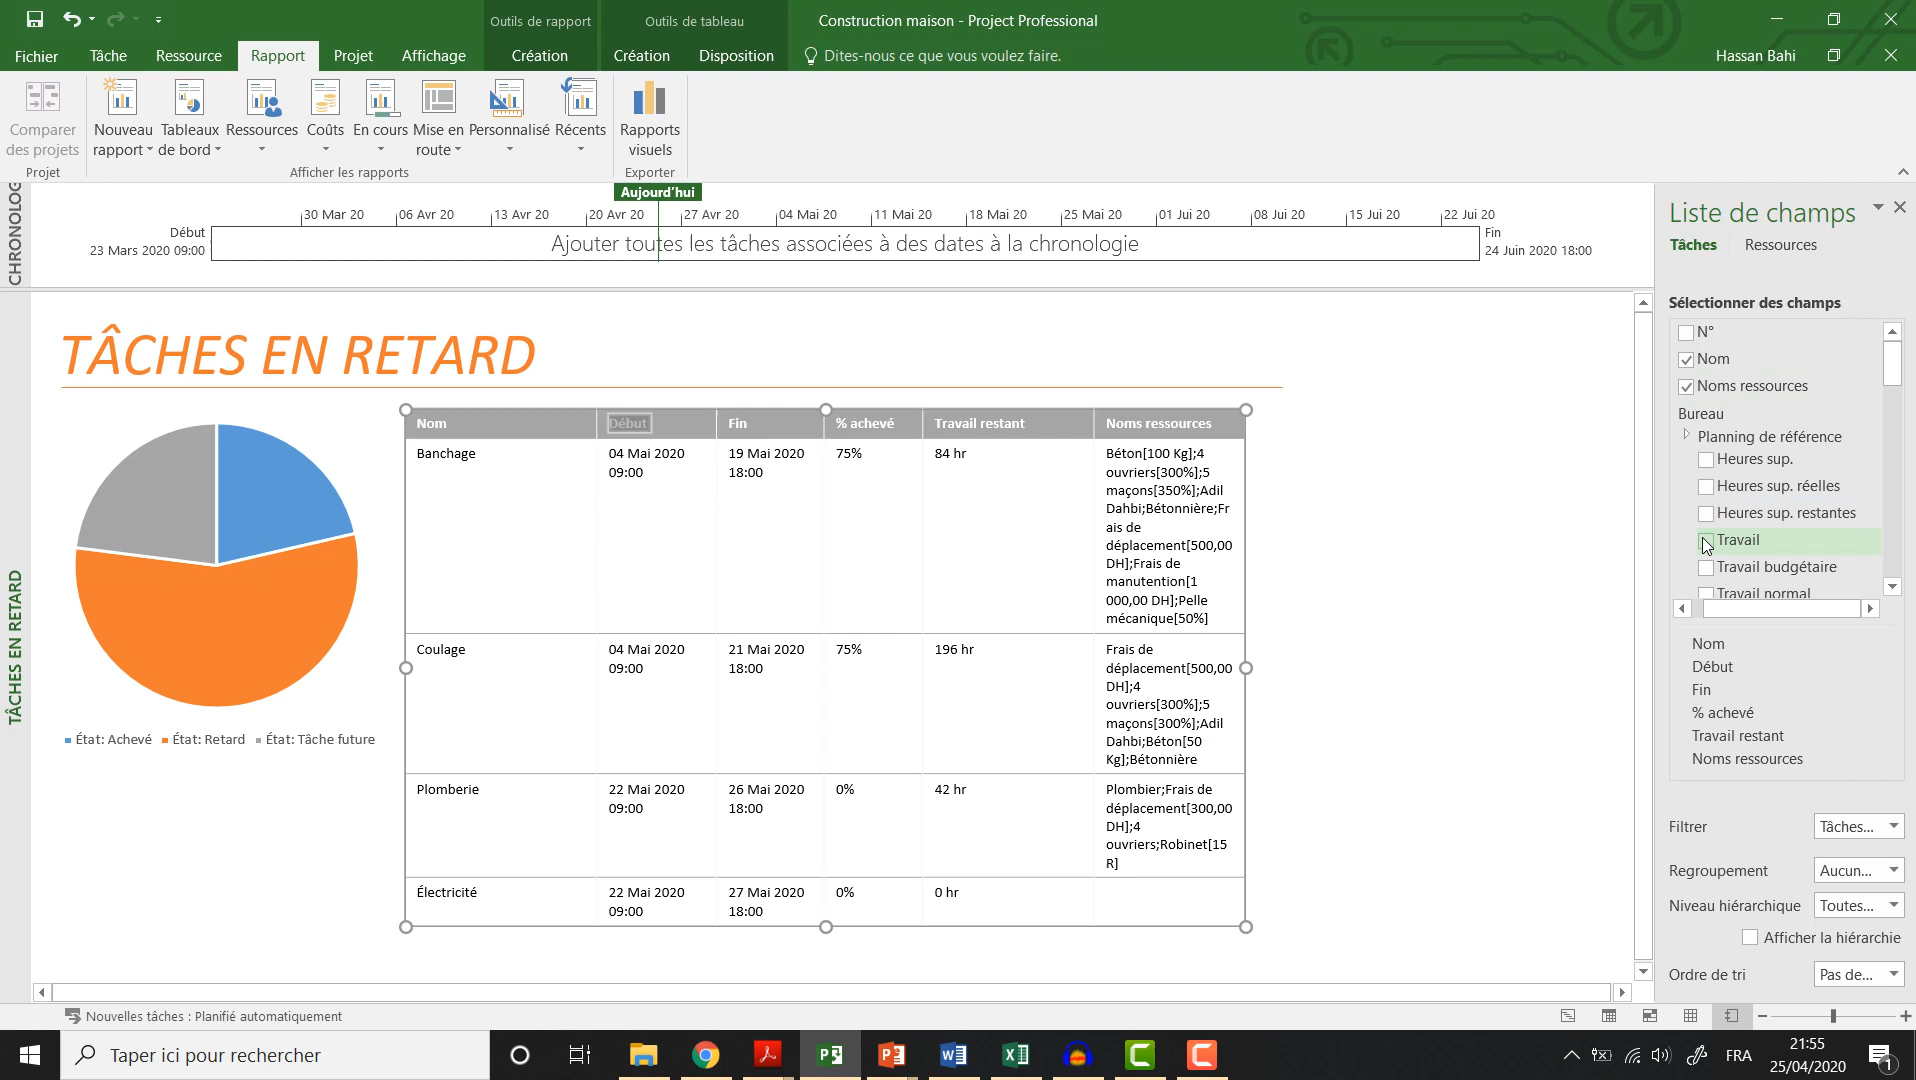 Outils de rapport
Outils de tableau
Construction maison - Project Professional
Fichier
Tâche
Ressource
Rapport
Projet
Affichage
Création
Création
Disposition
Dites-nous ce que vous voulez faire.
Hassan Bahi
Comparer
des projets
Nouveau
rapport
Tableaux
de bord
Ressources
Coûts
En cours
Mise en
route
Personnalisé
Récents
Rapports
visuels
Projet
Afficher les rapports
Exporter
Aujourd'hui
30 Mar 20
06 Avr 20
13 Avr 20
20 Avr 20
27 Avr 20
04 Mai 20
11 Mai 20
18 Mai 20
25 Mai 20
01 Jui 20
08 Jui 20
15 Jui 20
22 Jui 20
Début
23 Mars 2020 09:00
Ajouter toutes les tâches associées à des dates à la chronologie
Fin
24 Juin 2020 18:00
TÂCHES EN RETARD
TÂCHES EN RETARD
État: Achevé
État: Retard
État: Tâche future
Nom
Début
Fin
% achevé
Travail restant
Noms ressources
Banchage
04 Mai 2020
09:00
19 Mai 2020
18:00
75%
84 hr
Béton[100 Kg];4
ouvriers[300%];5
maçons[350%];Adil
Dahbi;Bétonnière;Fr
ais de
déplacement[500,00
DH];Frais de
manutention[1
000,00 DH];Pelle
mécanique[50%]
Coulage
04 Mai 2020
09:00
21 Mai 2020
18:00
75%
196 hr
Frais de
déplacement[500,00
DH];4
ouvriers[300%];5
maçons[300%];Adil
Dahbi;Béton[50
Kg];Bétonnière
Plomberie
22 Mai 2020
09:00
26 Mai 2020
18:00
0%
42 hr
Plombier;Frais de
déplacement[300,00
DH];4
ouvriers;Robinet[15
R]
Électricité
22 Mai 2020
09:00
27 Mai 2020
18:00
0%
0 hr
Liste de champs
Tâches
Ressources
Sélectionner des champs
N°
Nom
Noms ressources
Bureau
Planning de référence
Heures sup.
Heures sup. réelles
Heures sup. restantes
Travail
Travail budgétaire
Travail normal
Nom
Début
Fin
% achevé
Travail restant
Noms ressources
Filtrer
Tâches...
Regroupement
Aucun...
Niveau hiérarchique
Toutes...
Afficher la hiérarchie
Ordre de tri
Pas de...
Nouvelles tâches : Planifié automatiquement
Taper ici pour rechercher
FRA
21:55
25/04/2020
1